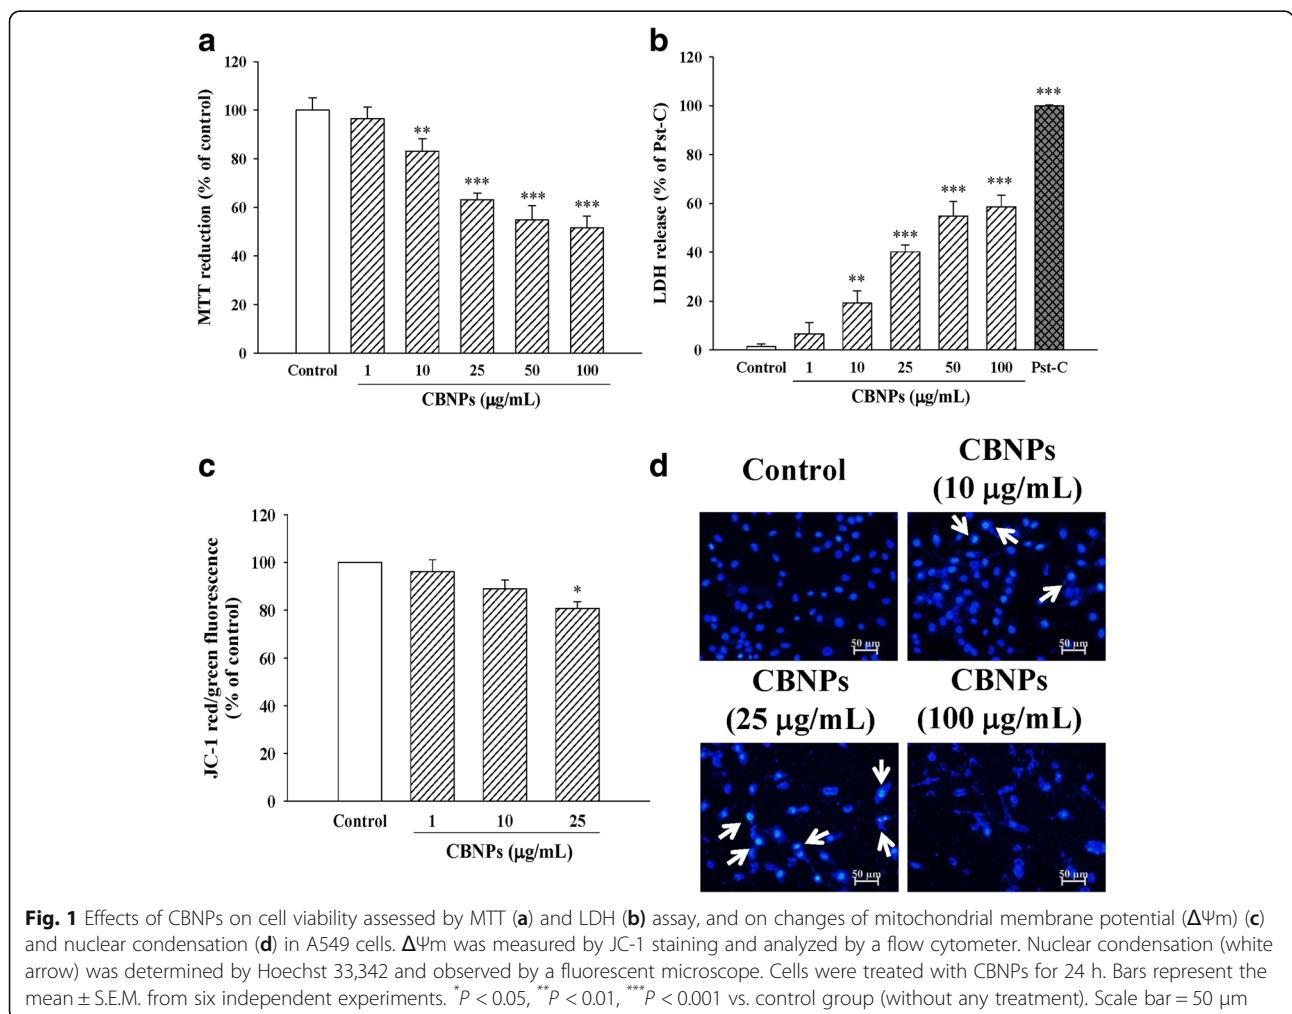 a
120
100
80
60
40
20
0
MTT reduction (% of control)
**
***
***
***
Control 1 10 25 50 100
CBNPs (μg/mL)
b
120
100
80
60
40
20
0
LDH release (% of Pst-C)
**
***
***
***
***
Control 1 10 25 50 100 Pst-C
CBNPs (μg/mL)
c
120
100
80
60
40
20
0
JC-1 red/green fluorescence
(% of control)
*
Control 1 10 25
CBNPs (μg/mL)
d
Control
CBNPs
(10 μg/mL)
50 μm
50 μm
CBNPs
(25 μg/mL)
CBNPs
(100 μg/mL)
50 μm
50 μm
Fig. 1 Effects of CBNPs on cell viability assessed by MTT (a) and LDH (b) assay, and on changes of mitochondrial membrane potential (ΔΨm) (c)
and nuclear condensation (d) in A549 cells. ΔΨm was measured by JC-1 staining and analyzed by a flow cytometer. Nuclear condensation (white
arrow) was determined by Hoechst 33,342 and observed by a fluorescent microscope. Cells were treated with CBNPs for 24 h. Bars represent the
mean ± S.E.M. from six independent experiments. *P < 0.05, **P < 0.01, ***P < 0.001 vs. control group (without any treatment). Scale bar = 50 μm